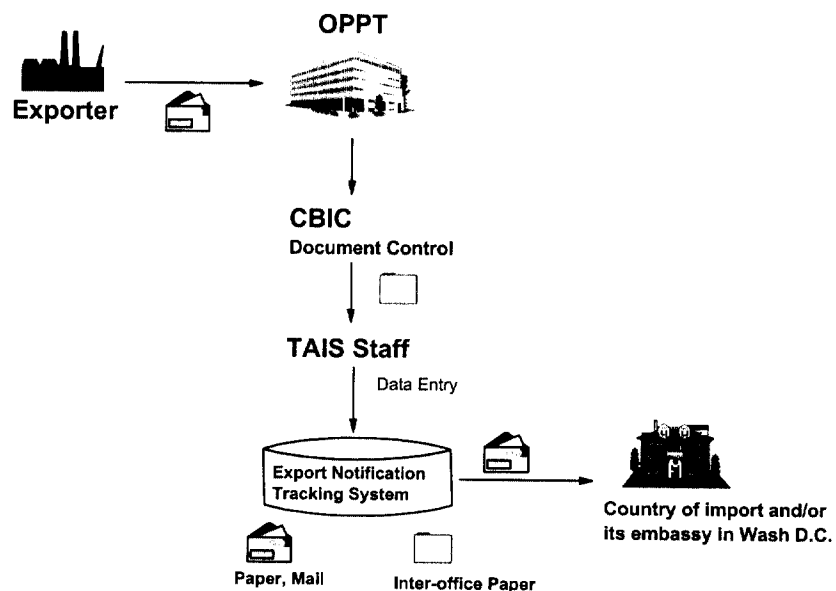 OPPT
Exporter
CBIC
Document Control
TAIS Staff
Data Entry
Export Notification
Tracking System
Country of import and/or
its embassy in Wash D.C.
Paper, Mail
Inter-office Paper